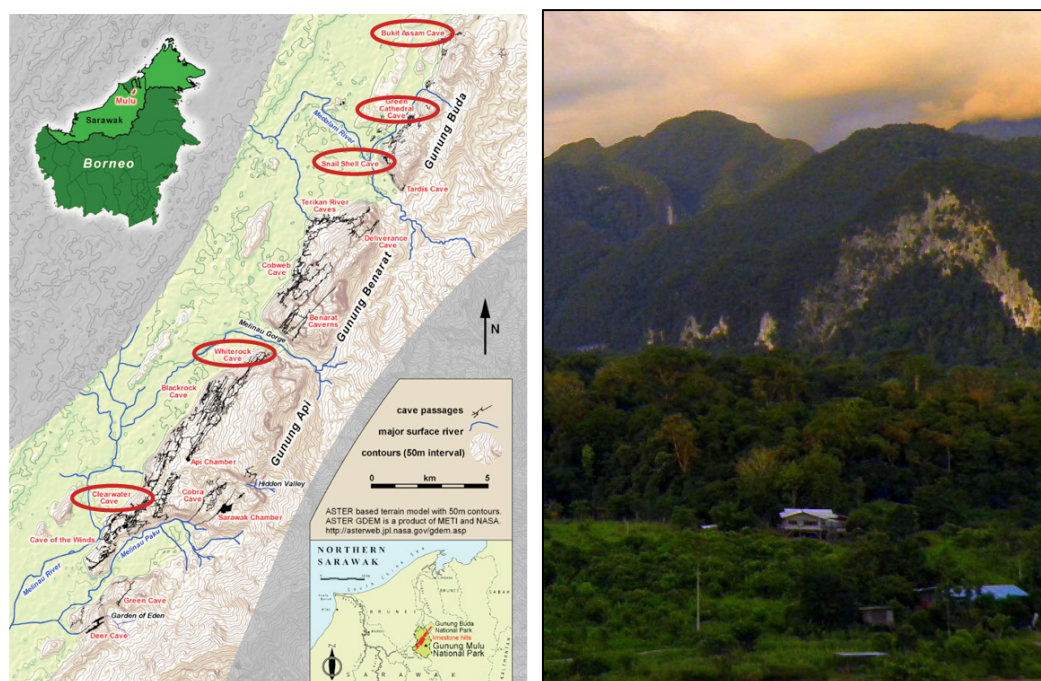 Mulu
Sarawak
Borneo
Bukit Assam Cave
Green
Cathedral
Cave
Medalam River
Gunung Buda
Snail Shell Cave
Tardis Cave
Terikan River
Caves
Deliverance
Cave
Cobweb
Cave
Gunung Benarat
Benarat
Caverns
N
Melinau Gorge
Whiterock
Cave
Blackrock
Cave
Gunung Api
Api Chamber
Hidden Valley
Clearwater
Cave
Cobra
Cave
Sarawak Chamber
Cave of the Winds
Melinau Paku
Melinau River
Green Cave
Garden of Eden
Deer Cave
cave passages
major surface river
contours (50m interval)
0 km 5
ASTER based terrain model with 50m contours.
ASTER GDEM is a product of METI and NASA.
http://asterweb.jpl.nasa.gov/gdem.asp
NORTHERN
SARAWAK
BRUNEI
SABAH
Gunung Buda
National Park
limestone hills
Gunung Mulu
National Park
N
SARAWAK
KALIMANTAN